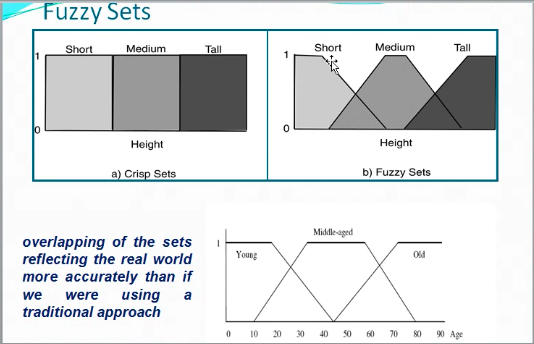 Fuzzy Sets
Short Medium Tall
1
0
Height
a) Crisp Sets
Short Medium Tall
1
0
Height
b) Fuzzy Sets
overlapping of the sets
reflecting the real world
more accurately than if
we were using a
traditional approach
Middle-aged
1
Young Old
0 10 20 30 40 50 60 70 80 90 Age